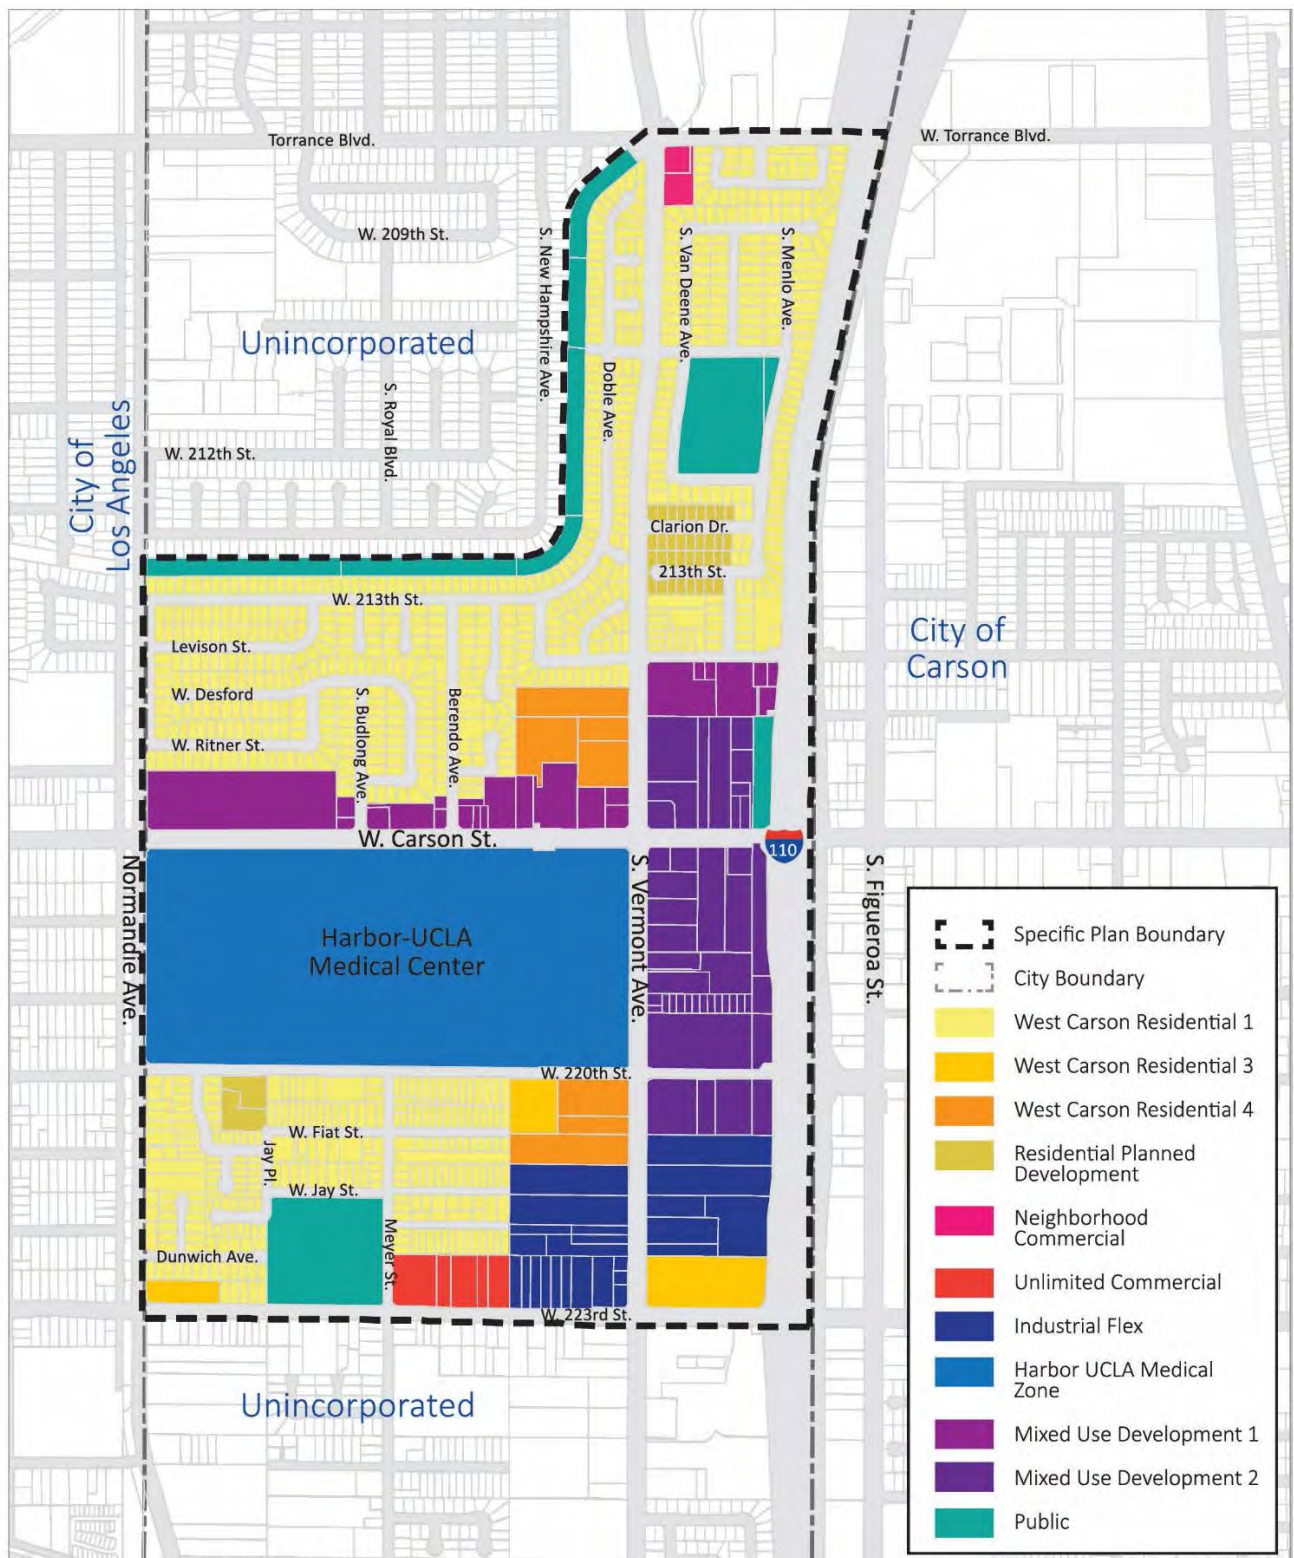 Torrance Blvd.
W. Torrance Blvd.
W. 209th St.
S. New Hampshire Ave.
S. Van Deene Ave.
S. Menlo Ave.
Unincorporated
Doble Ave.
S. Royal Blvd.
City of
Los Angeles
W. 212th St.
Clarion Dr.
213th St.
W. 213th St.
City of
Carson
Levison St.
W. Desford
S. Budlong Ave.
Berendo Ave.
W. Ritner St.
W. Carson St.
110
Normandie Ave.
S. Vermont Ave.
S. Figueroa St.
Harbor-UCLA
Medical Center
W. 220th St.
W. Fiat St.
Jay Pl.
W. Jay St.
Meyer St.
Dunwich Ave.
W. 223rd St.
Unincorporated
Specific Plan Boundary
City Boundary
West Carson Residential 1
West Carson Residential 3
West Carson Residential 4
Residential Planned
Development
Neighborhood
Commercial
Unlimited Commercial
Industrial Flex
Harbor UCLA Medical
Zone
Mixed Use Development 1
Mixed Use Development 2
Public